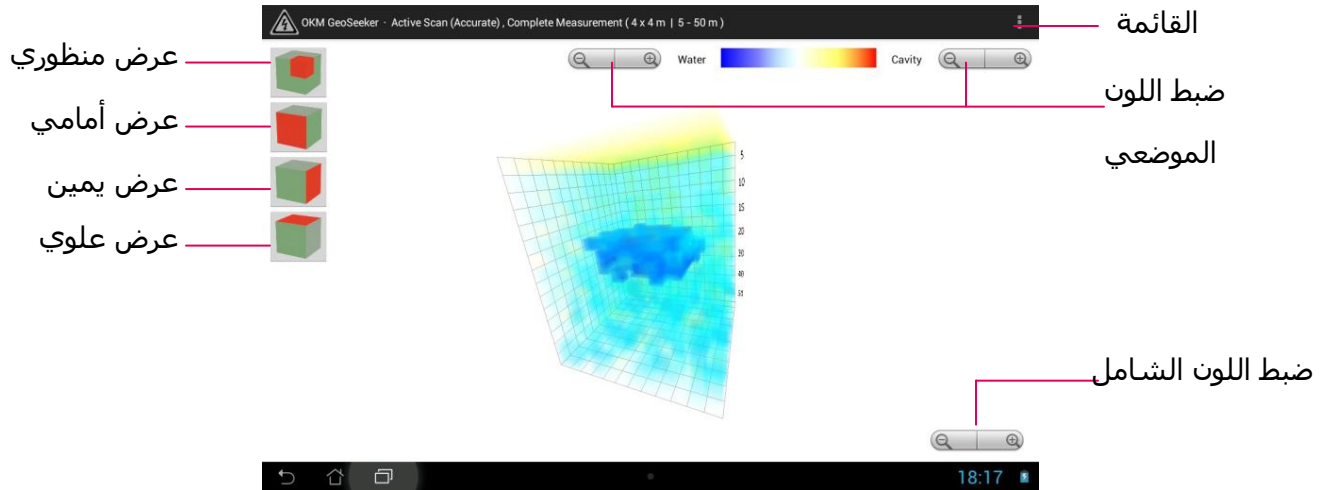 OKM GeoSeeker - Active Scan (Accurate) , Complete Measurement ( 4 x 4 m | 5 - 50 m )
القائمة
عرض منظوري
Water
Cavity
ضبط اللون
عرض أمامي
الموضعي
عرض يمين
عرض علوي
5
10
15
20
30
40
50
ضبط اللون الشامل
18:17